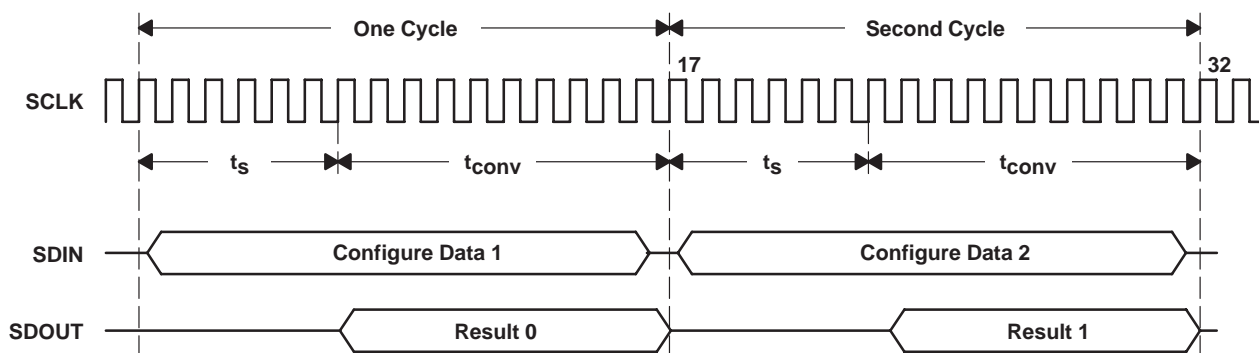 One Cycle
Second Cycle
17
32
SCLK
ts
tconv
ts
tconv
SDIN
Configure Data 1
Configure Data 2
SDOUT
Result 0
Result 1